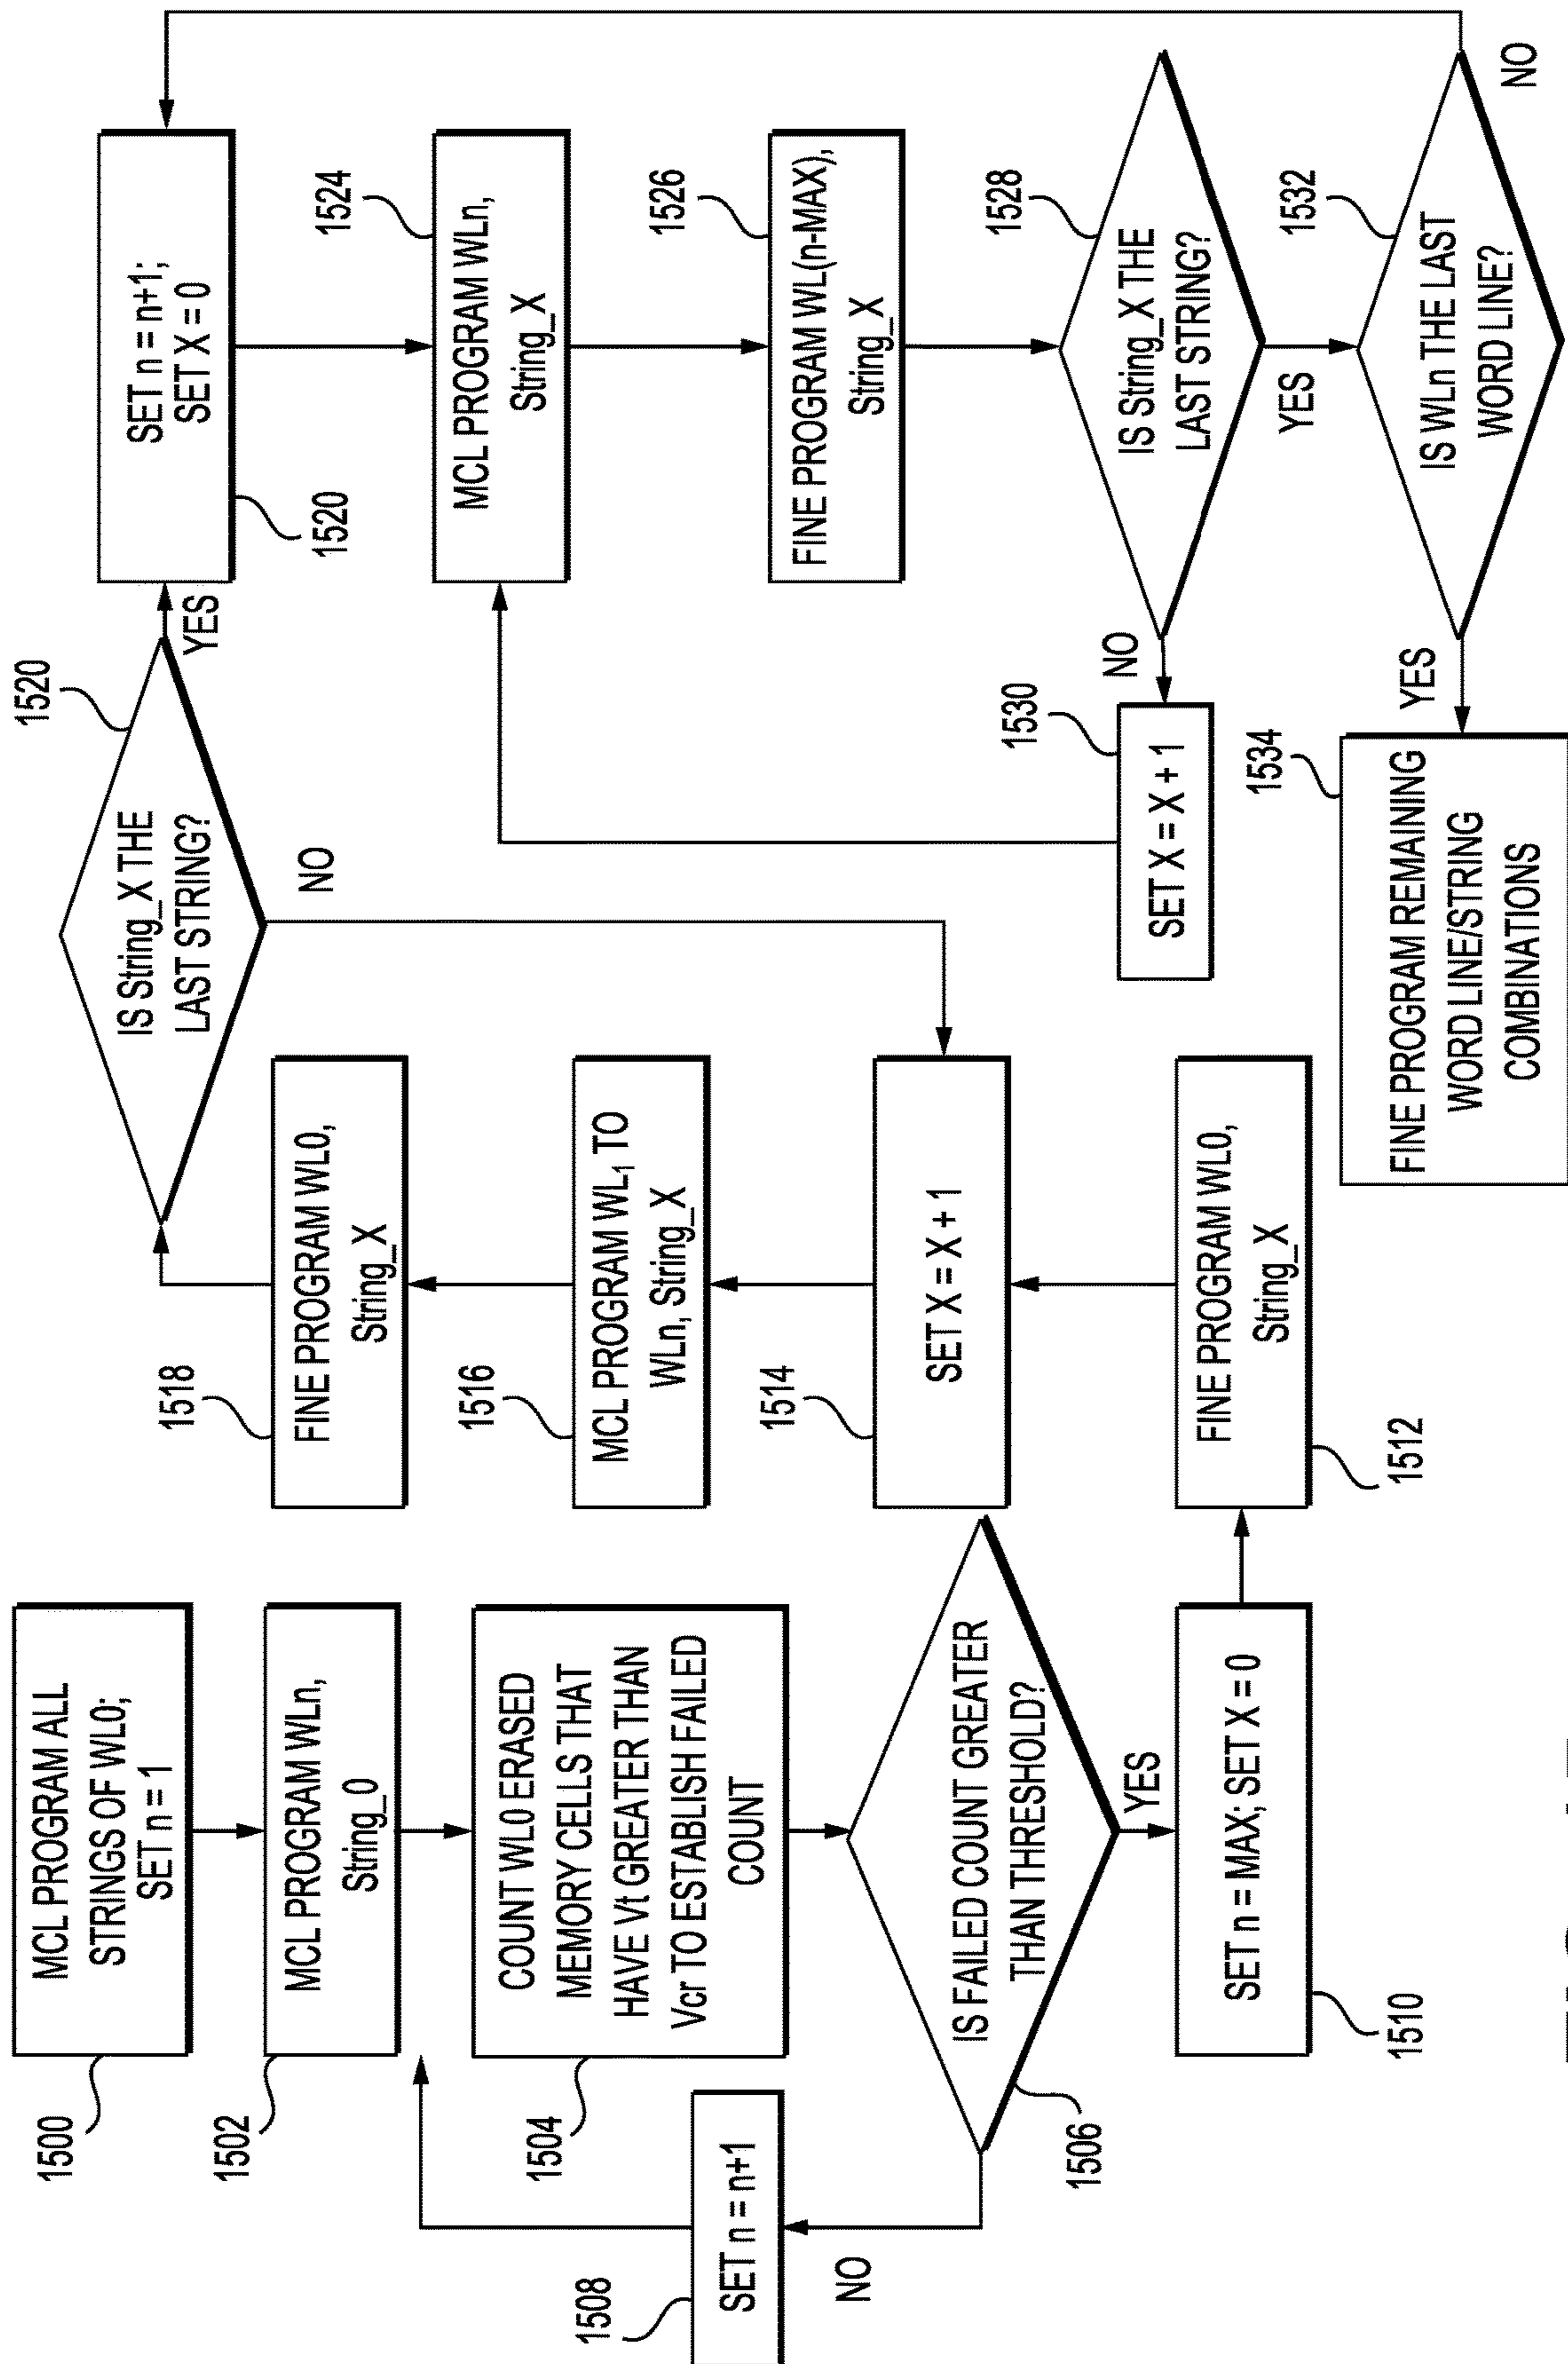 1500
MCL PROGRAM ALL
STRINGS OF WL0;
SET n = 1
1502
MCL PROGRAM WLn,
String_0
1504
COUNT WL0 ERASED
MEMORY CELLS THAT
HAVE Vt GREATER THAN
Vcr TO ESTABLISH FAILED
COUNT
1506
IS FAILED COUNT GREATER
THAN THRESHOLD?
NO
1508
SET n = n+1
YES
1510
SET n = MAX; SET X = 0
1512
FINE PROGRAM WL0,
String_X
1514
SET X = X + 1
1516
MCL PROGRAM WL1 TO
WLn, String_X
1518
FINE PROGRAM WL0,
String_X
1520
IS String_X THE
LAST STRING?
NO
YES
1520
SET n = n+1;
SET X = 0
1524
MCL PROGRAM WLn,
String_X
1526
FINE PROGRAM WL(n-MAX),
String_X
1528
IS String_X THE
LAST STRING?
NO
1530
SET X = X + 1
YES
1532
IS WLn THE LAST
WORD LINE?
NO
YES
1534
FINE PROGRAM REMAINING
WORD LINE/STRING
COMBINATIONS